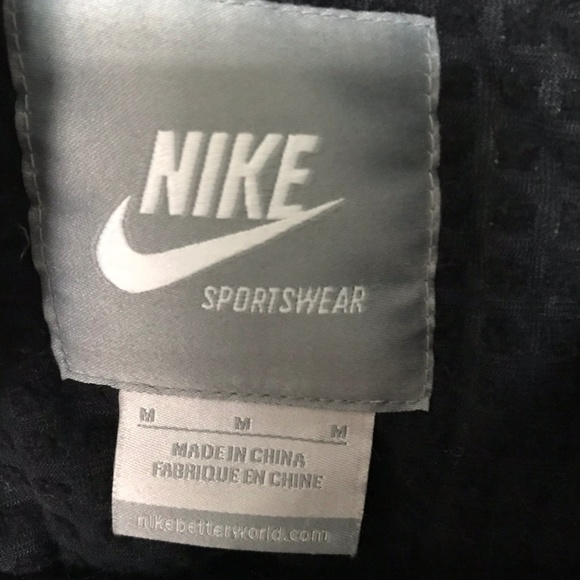 NIKE
SPORTSWEAR
M M M
MADE IN CHINA
FABRIQUE EN CHINE
nikebetterworld.com